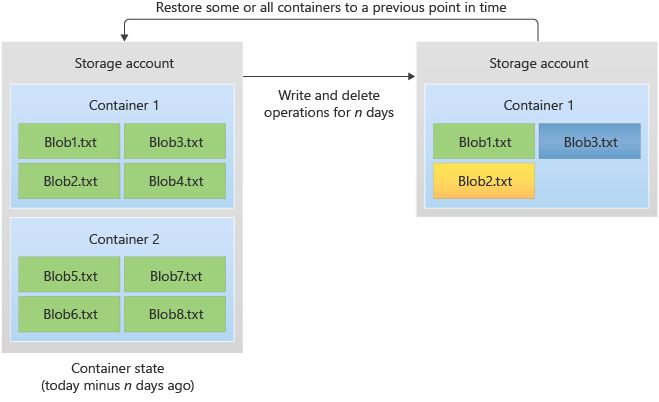 Restore some or all containers to a previous point in time
Storage account
Container 1
Blob1.txt
Blob3.txt
Blob2.txt
Blob4.txt
Container 2
Blob5.txt
Blob7.txt
Blob6.txt
Blob8.txt
Container state
(today minus n days ago)
Write and delete
operations for n days
Storage account
Container 1
Blob1.txt
Blob3.txt
Blob2.txt